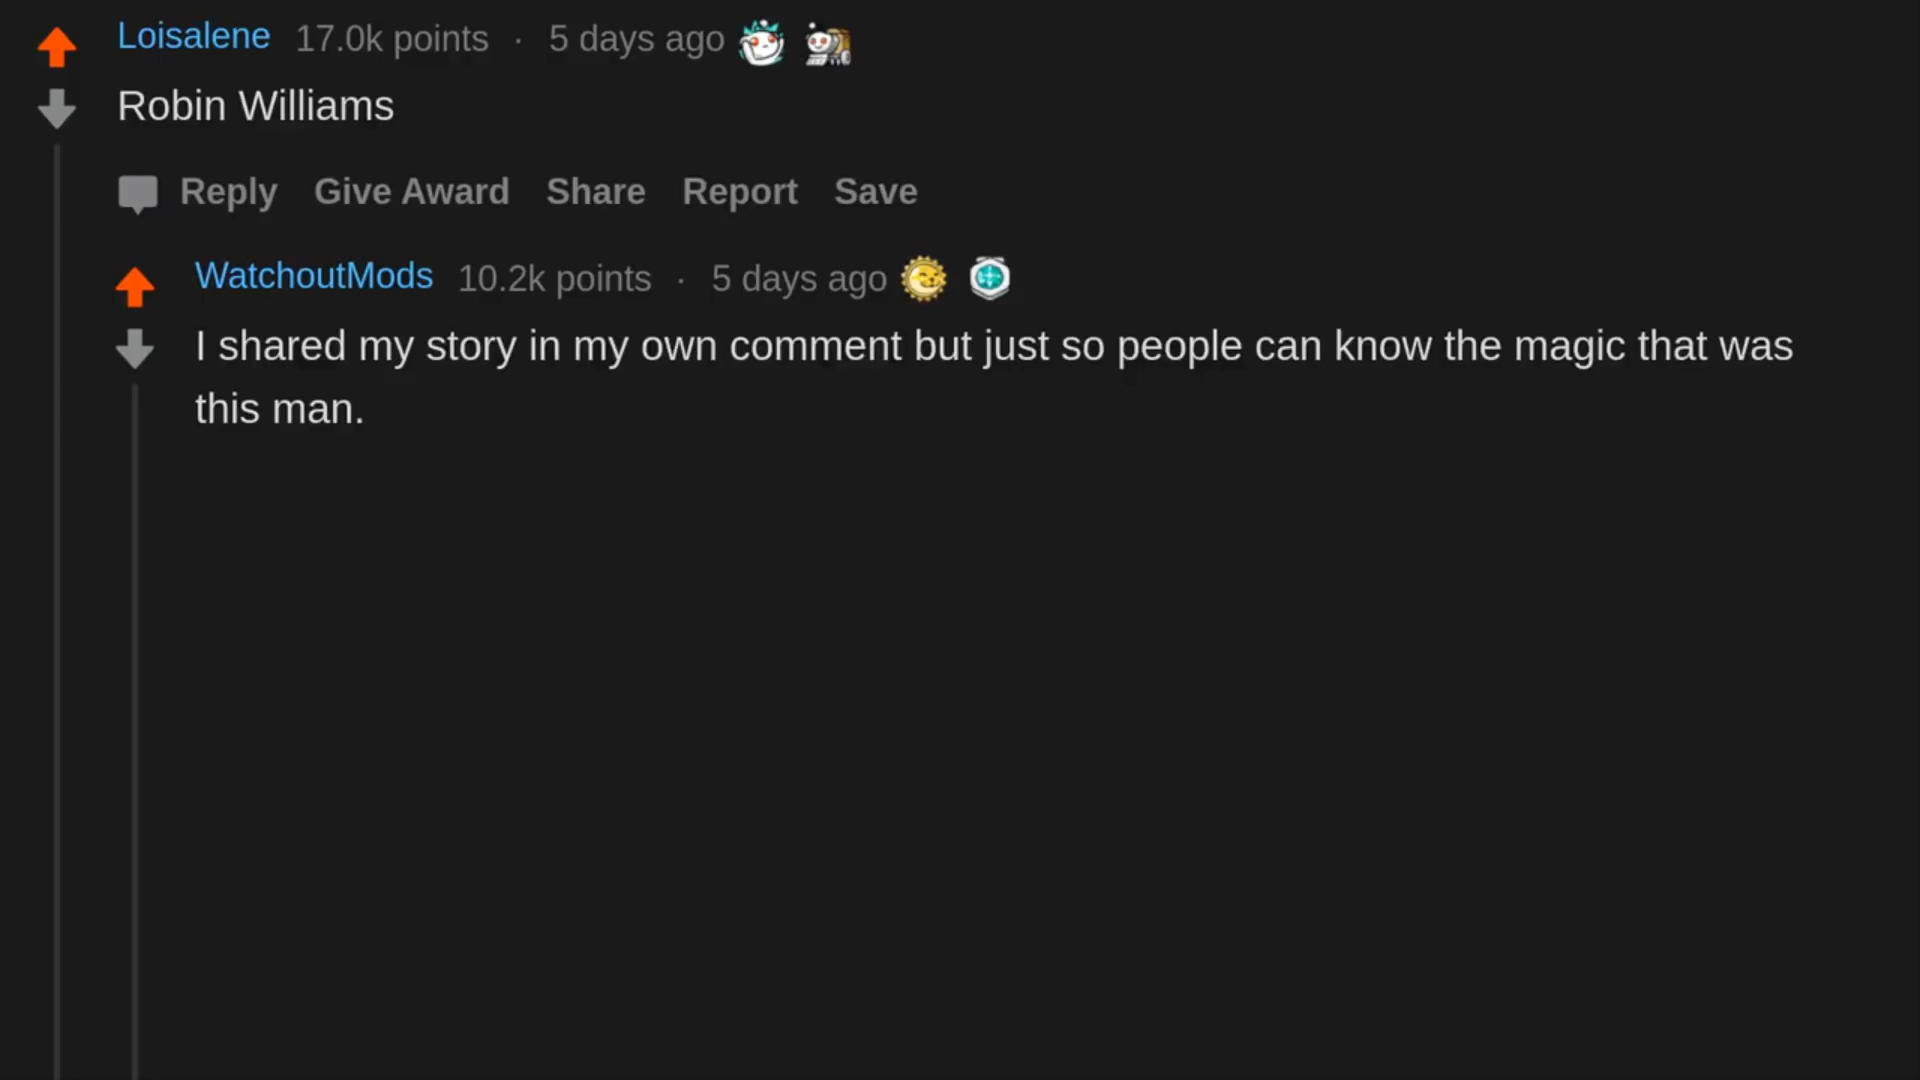 Loisalene 17.0k points · 5 days ago
Robin Williams
Reply Give Award Share Report Save
WatchoutMods 10.2k points · 5 days ago
I shared my story in my own comment but just so people can know the magic that was
this man.